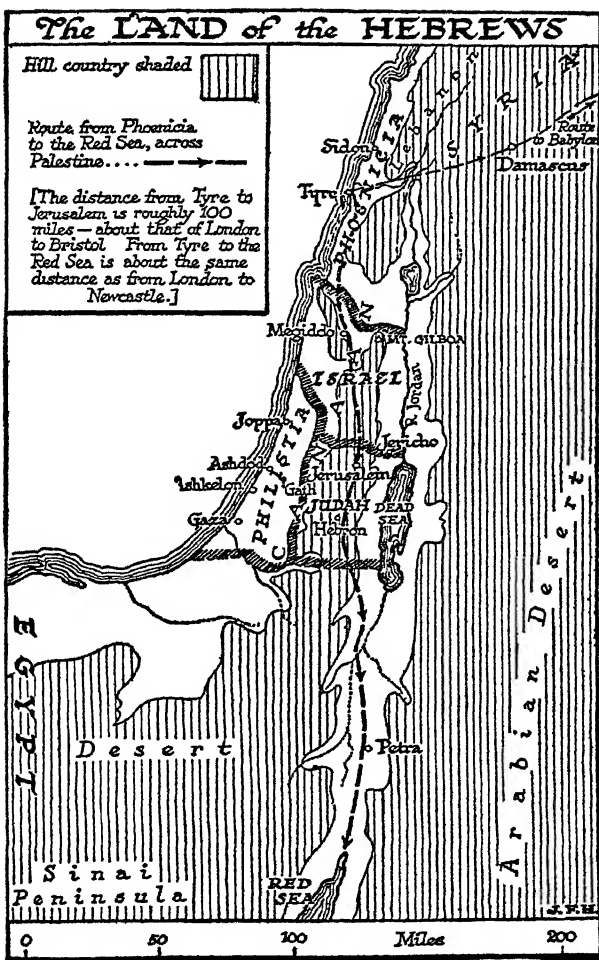 The LAND of the HEBREWS
Hill country shaded
Route from Phoenicia
to the Red Sea, across
Palestine....
[The distance from Tyre to
Jerusalem is roughly 100
miles — about that of London
to Bristol From Tyre to the
Red Sea is about the same
distance as from London to
Newcastle.]
SYRIA
Lebanon
Route
to Babylon
Sidon
Damascus
Tyre
PHOENICIA
Megiddo
MT. GILBOA
ISRAEL
R Jordan
CANAAN
Joppa
PHILISTIA
Jericho
Ashdod
Jerusalem
Ishkelon
Gath
JUDAH
DEAD
SEA
Gaza
Hebron
EGYPT
Arabian Desert
Desert
Petra
Sinai
Peninsula
RED
SEA
J.F.H.
0 50 100 Miles 200